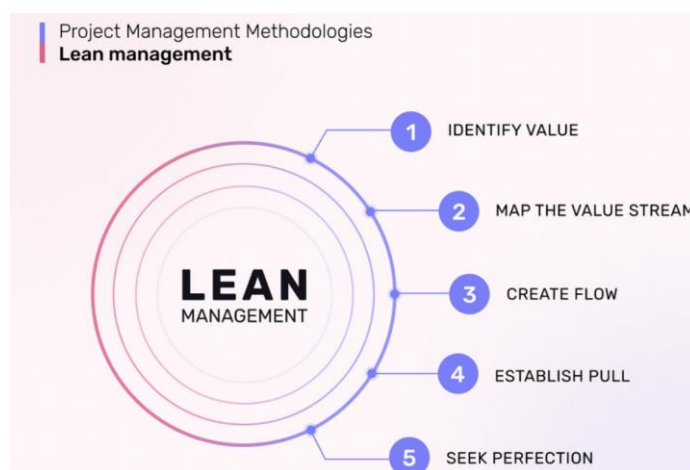 Project Management Methodologies
Lean management
1 IDENTIFY VALUE
2 MAP THE VALUE STREAM
3 CREATE FLOW
LEAN
MANAGEMENT
4 ESTABLISH PULL
5 SEEK PERFECTION